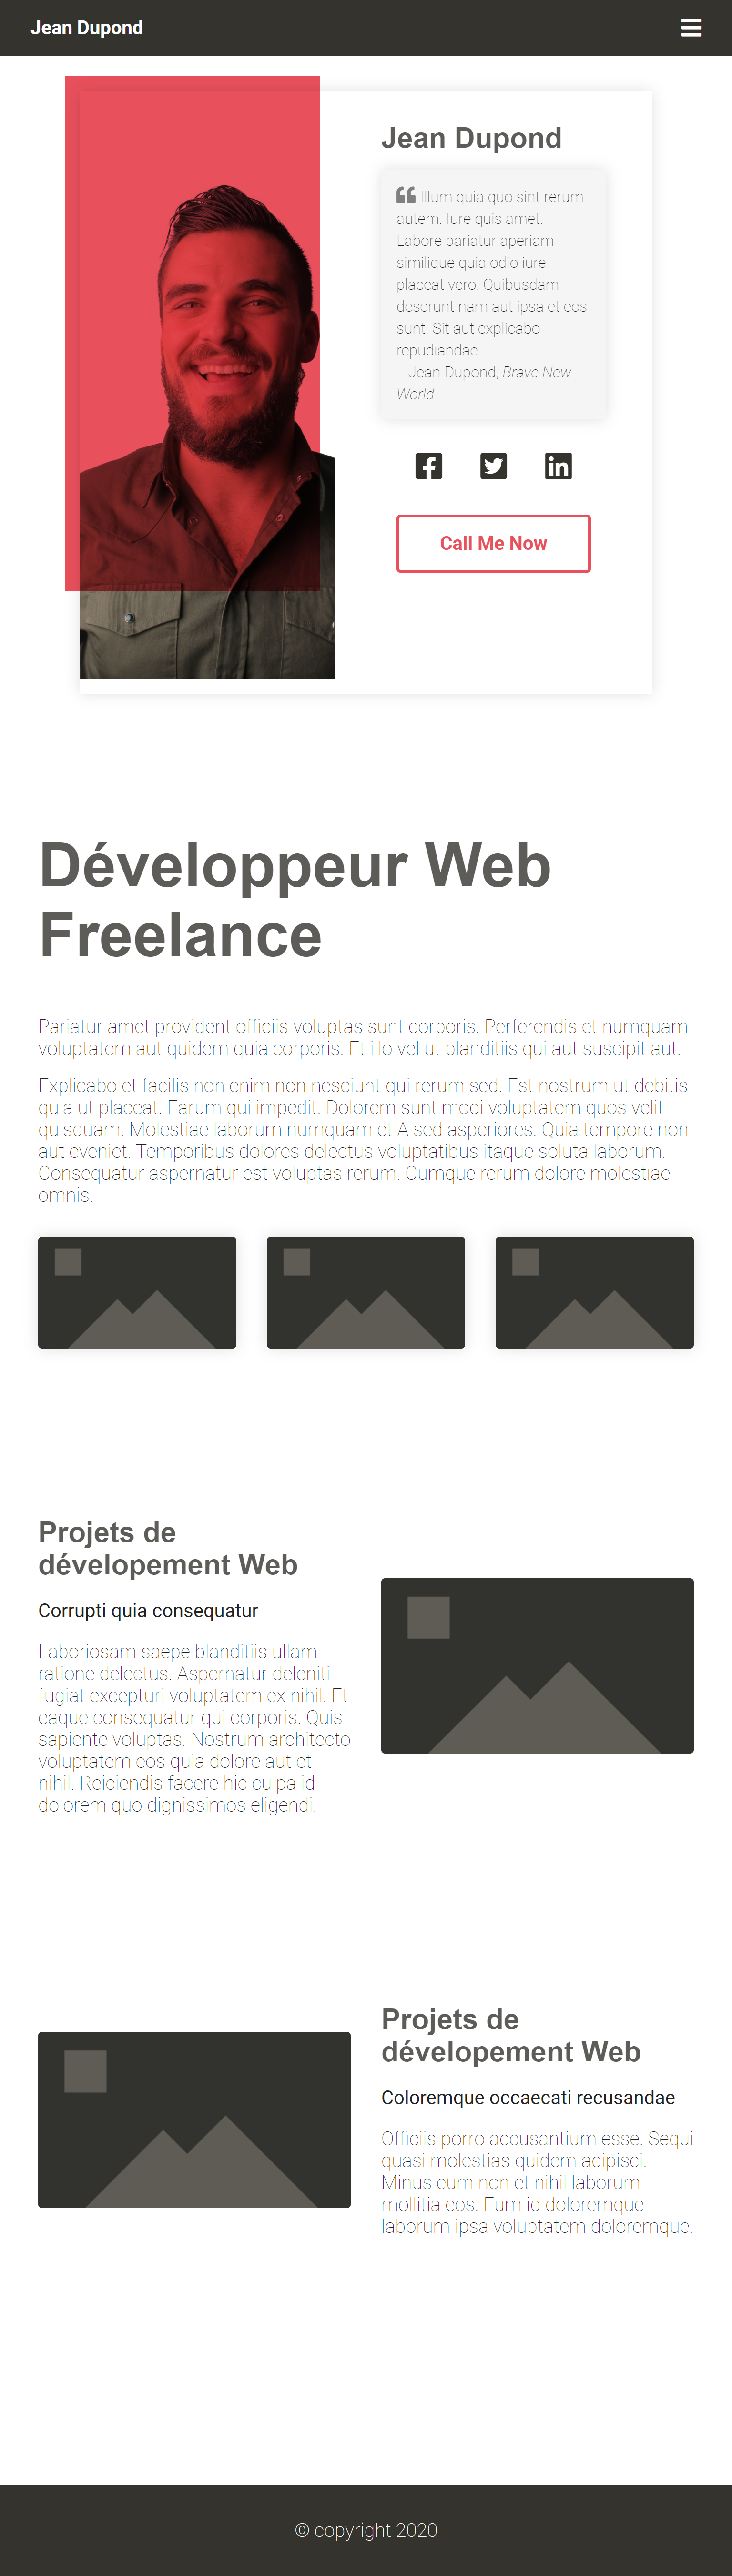 Jean Dupond
Jean Dupond
Illum quia quo sint rerum
autem. Iure quis amet.
Labore pariatur aperiam
similique quia odio iure
placeat vero. Quibusdam
deserunt nam aut ipsa et eos
sunt. Sit aut explicabo
repudiandae.
—Jean Dupond, Brave New
World
Call Me Now
Développeur Web
Freelance
Pariatur amet provident officiis voluptas sunt corporis. Perferendis et numquam
voluptatem aut quidem quia corporis. Et illo vel ut blanditiis qui aut suscipit aut.
Explicabo et facilis non enim non nesciunt qui rerum sed. Est nostrum ut debitis
quia ut placeat. Earum qui impedit. Dolorem sunt modi voluptatem quos velit
quisquam. Molestiae laborum numquam et A sed asperiores. Quia tempore non
aut eveniet. Temporibus dolores delectus voluptatibus itaque soluta laborum.
Consequatur aspernatur est voluptas rerum. Cumque rerum dolore molestiae
omnis.
Projets de
dévelopement Web
Corrupti quia consequatur
Laboriosam saepe blanditiis ullam
ratione delectus. Aspernatur deleniti
fugiat excepturi voluptatem ex nihil. Et
eaque consequatur qui corporis. Quis
sapiente voluptas. Nostrum architecto
voluptatem eos quia dolore aut et
nihil. Reiciendis facere hic culpa id
dolorem quo dignissimos eligendi.
Projets de
dévelopement Web
Coloremque occaecati recusandae
Officiis porro accusantium esse. Sequi
quasi molestias quidem adipisci.
Minus eum non et nihil laborum
mollitia eos. Eum id doloremque
laborum ipsa voluptatem doloremque.
© copyright 2020